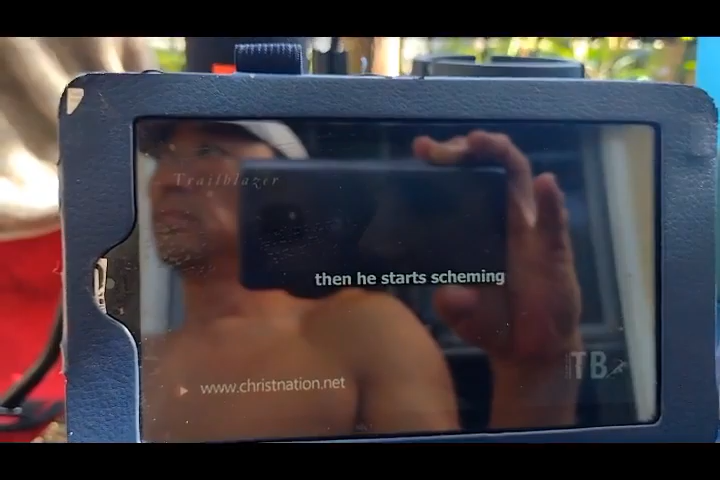 Trailblazer
then he starts scheming
TB
www.christnation.net